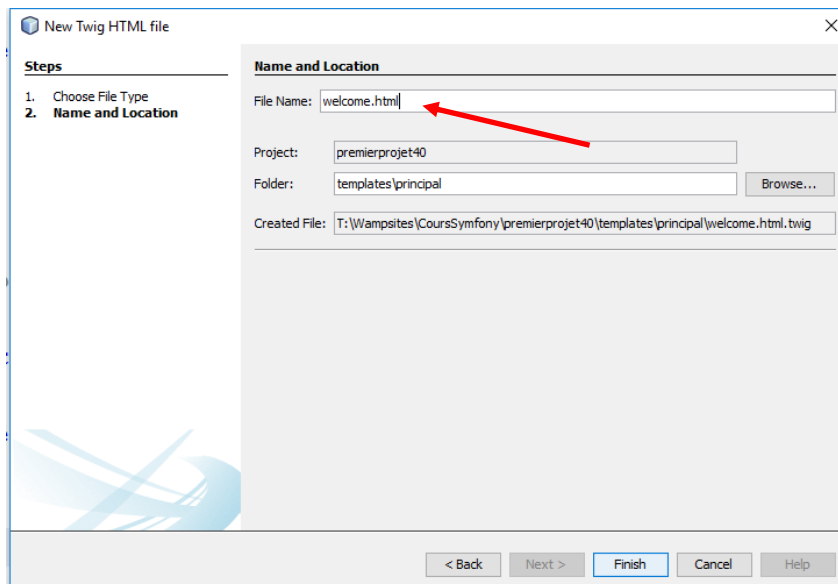 New Twig HTML file
Steps
1. Choose File Type
2. Name and Location
Name and Location
File Name: welcome.html
Project: premierprojet40
Folder: templates\principal Browse...
Created File: T:\Wampsites\CoursSymfony\premierprojet40\templates\principal\welcome.html.twig
< Back Next > Finish Cancel Help